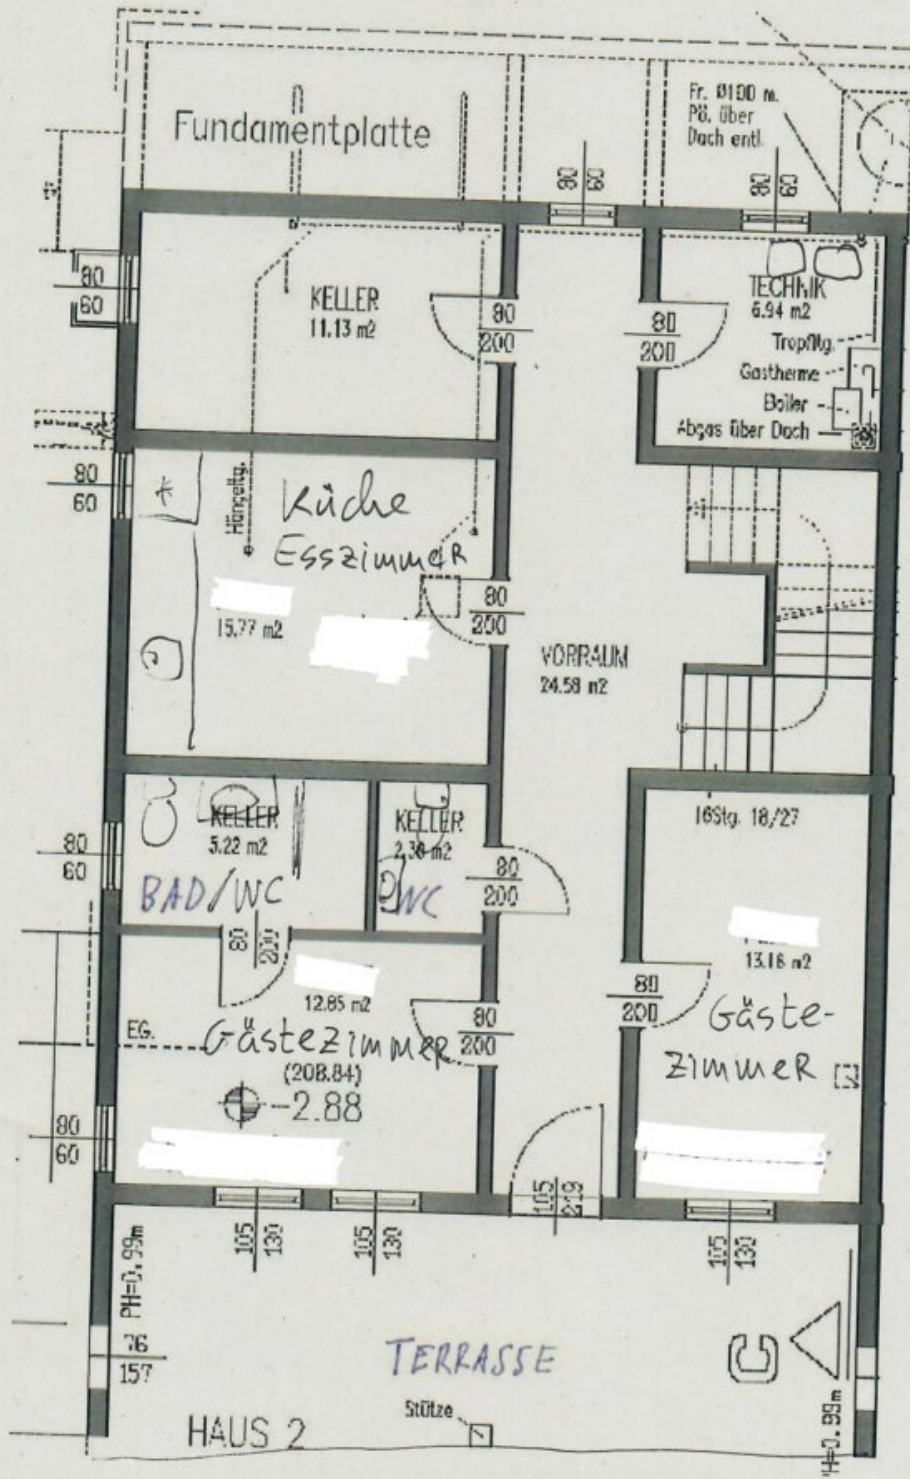 Fundamentplatte
Fr. Ø100 m.
Pö. über
Dach entl.
80
60
80
60
80
60
KELLER
11.13 m2
80
200
80
200
TECHNIK
6.94 m2
Tropfltg.
Gastherme
Boiler
Abgas über Dach
80
60
Hängeltg.
Küche
Esszimmer
15.77 m2
80
200
VORRAUM
24.58 m2
16Stg. 18/27
80
60
KELLER
5.22 m2
BAD/WC
KELLER
2.30 m2
WC
80
200
80
200
12.85 m2
Gästezimmer
(208.84)
-2.88
EG.
80
200
80
200
13.16 m2
Gäste-
zimmer
80
60
105
130
105
130
105
219
105
130
PH=0.99m
76
157
TERRASSE
C
H=0.99m
Stütze
HAUS 2